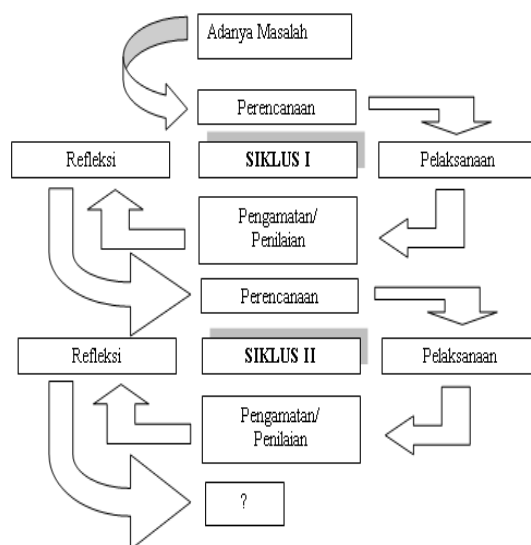 Adanya Masalah
Perencanaan
Refleksi
SIKLUS I
Pelaksanaan
Pengamatan/
Penilaian
Perencanaan
Refleksi
SIKLUS II
Pelaksanaan
Pengamatan/
Penilaian
?